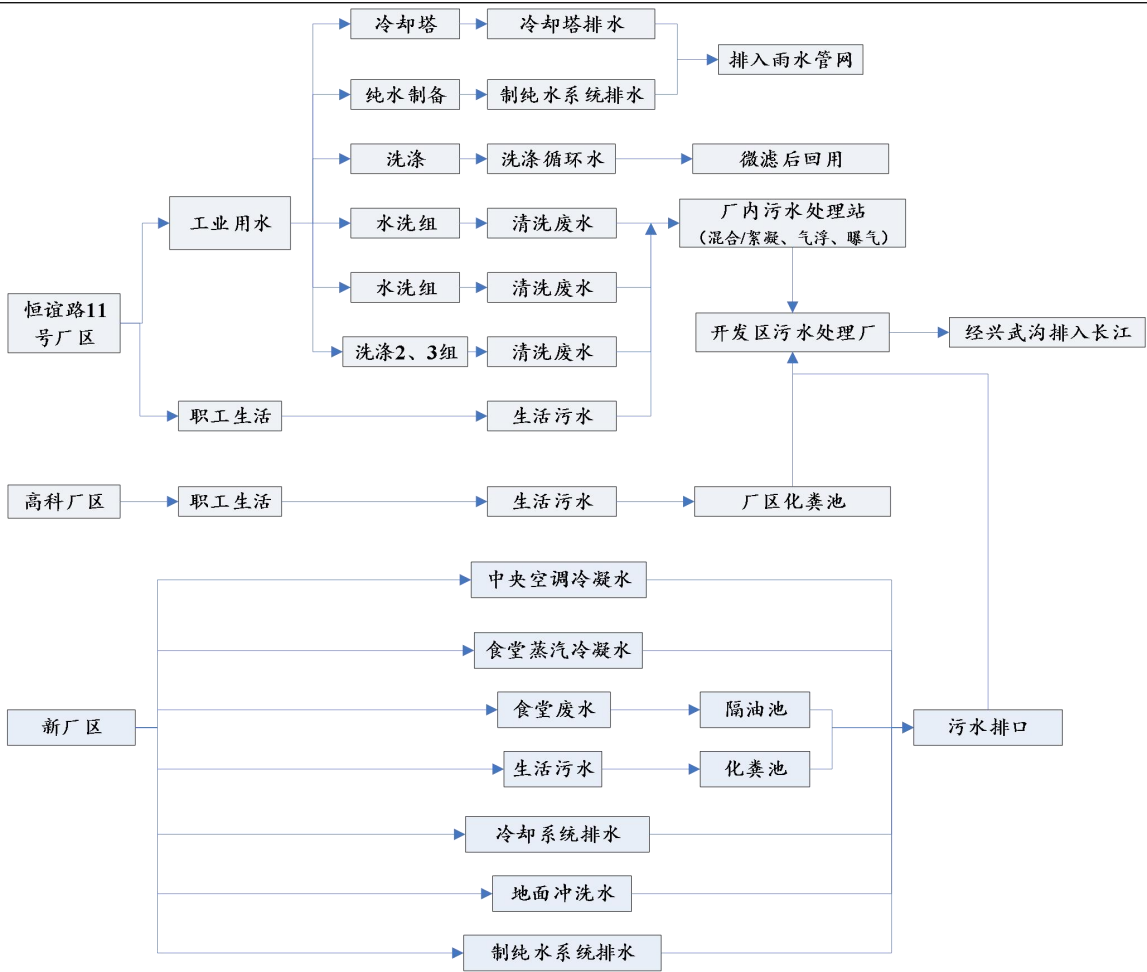 冷却塔
冷却塔排水
排入雨水管网
纯水制备
制纯水系统排水
洗涤
洗涤循环水
微滤后回用
工业用水
水洗组
清洗废水
厂内污水处理站
（混合/絮凝、气浮、曝气）
水洗组
清洗废水
恒谊路11
号厂区
开发区污水处理厂
经兴武沟排入长江
洗涤2、3组
清洗废水
职工生活
生活污水
高科厂区
职工生活
生活污水
厂区化粪池
中央空调冷凝水
食堂蒸汽冷凝水
新厂区
食堂废水
隔油池
污水排口
生活污水
化粪池
冷却系统排水
地面冲洗水
制纯水系统排水